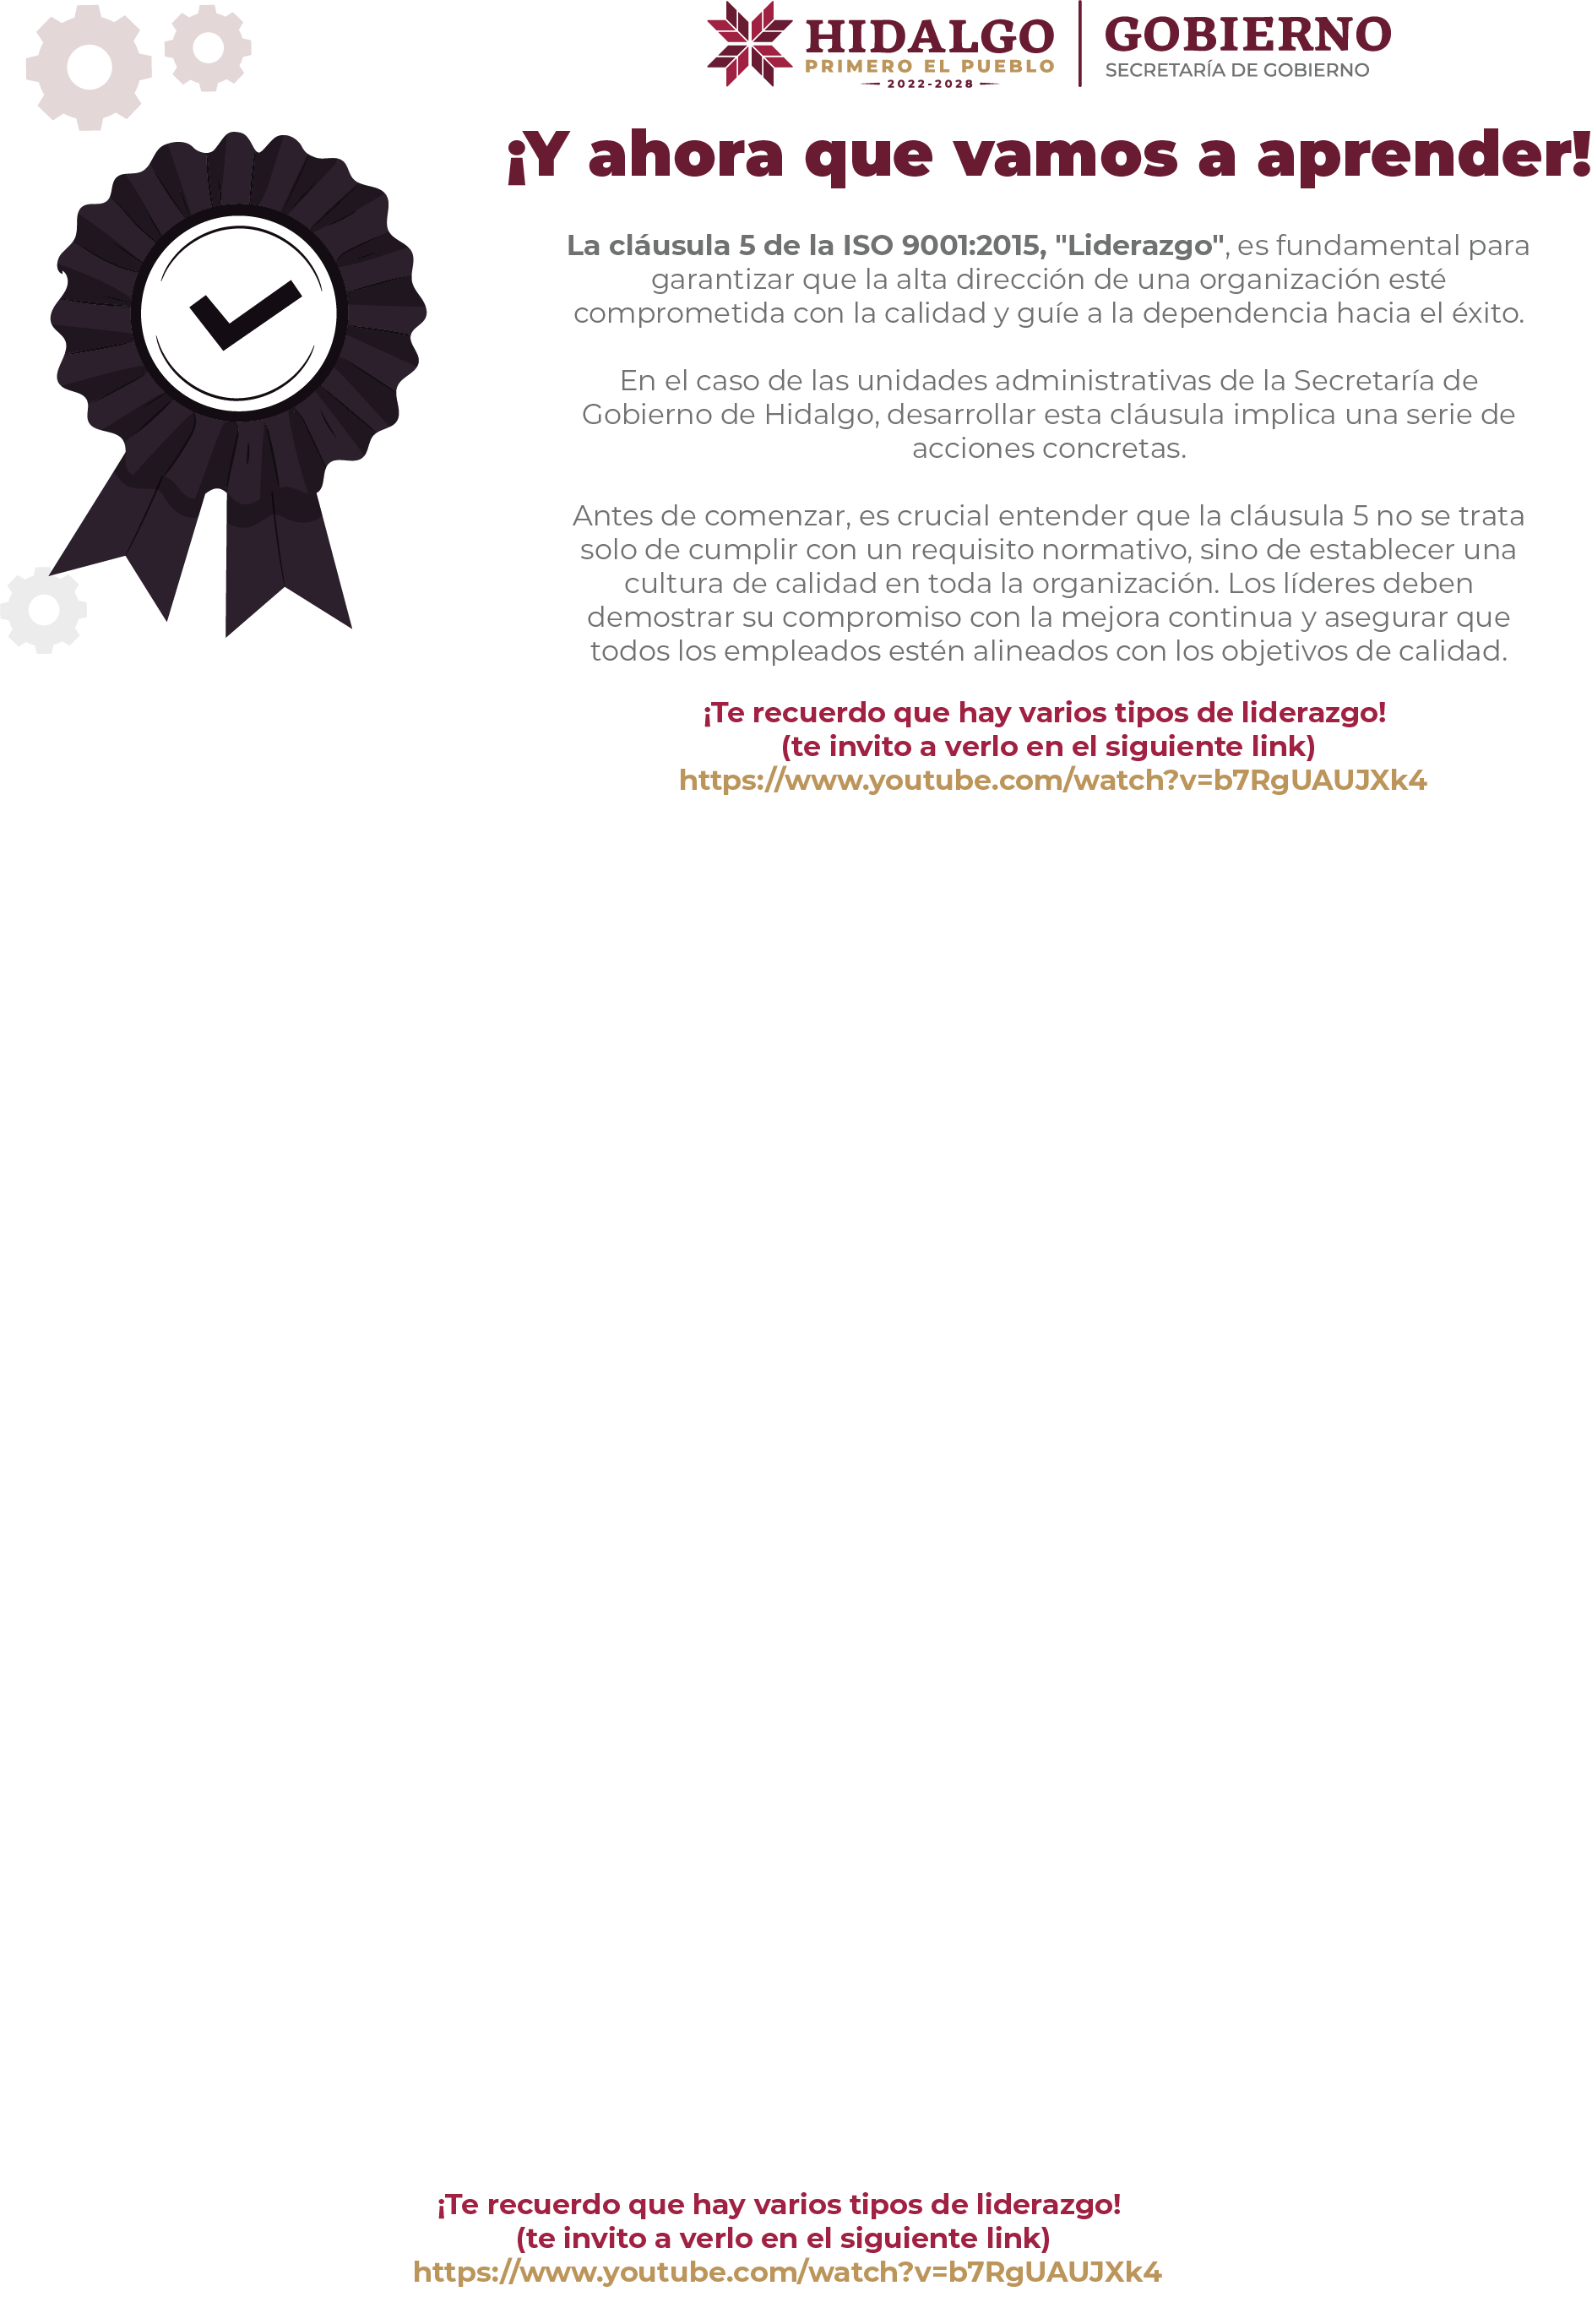 HIDALGO
PRIMERO EL PUEBLO
2022-2028
GOBIERNO
SECRETARÍA DE GOBIERNO
¡Y ahora que vamos a aprender!
La cláusula 5 de la ISO 9001:2015, "Liderazgo", es fundamental para
garantizar que la alta dirección de una organización esté
comprometida con la calidad y guíe a la dependencia hacia el éxito.
En el caso de las unidades administrativas de la Secretaría de
Gobierno de Hidalgo, desarrollar esta cláusula implica una serie de
acciones concretas.
Antes de comenzar, es crucial entender que la cláusula 5 no se trata
solo de cumplir con un requisito normativo, sino de establecer una
cultura de calidad en toda la organización. Los líderes deben
demostrar su compromiso con la mejora continua y asegurar que
todos los empleados estén alineados con los objetivos de calidad.
¡Te recuerdo que hay varios tipos de liderazgo!
(te invito a verlo en el siguiente link)
https://www.youtube.com/watch?v=b7RgUAUJXk4
¡Te recuerdo que hay varios tipos de liderazgo!
(te invito a verlo en el siguiente link)
https://www.youtube.com/watch?v=b7RgUAUJXk4